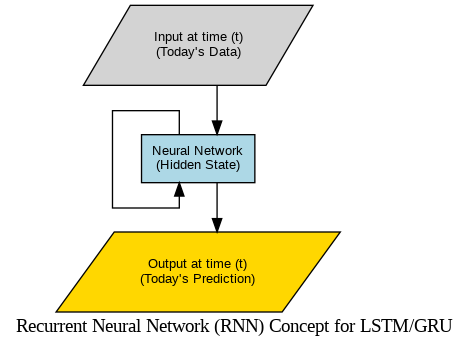 Input at time (t)
(Today's Data)
Neural Network
(Hidden State)
Output at time (t)
(Today's Prediction)
Recurrent Neural Network (RNN) Concept for LSTM/GRU